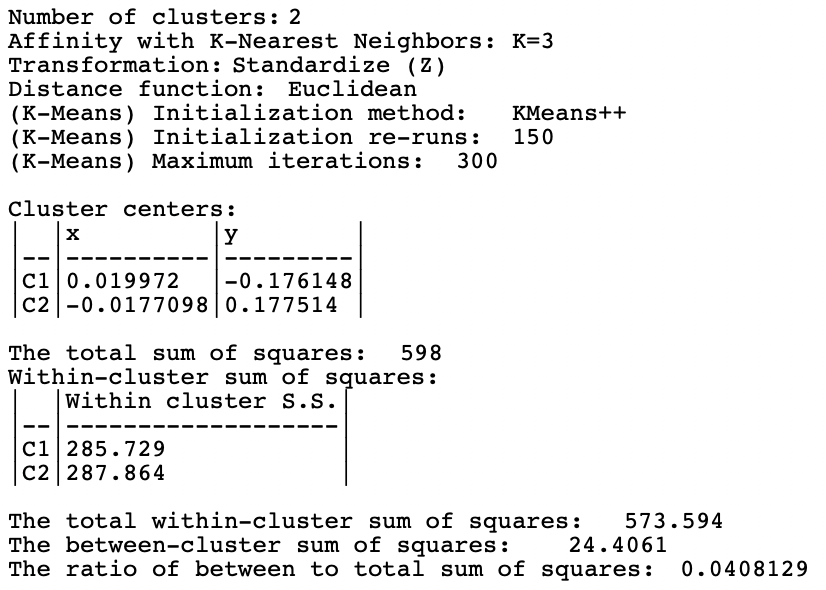 Number of clusters: 2
Affinity with K-Nearest Neighbors: K=3
Transformation: Standardize (Z)
Distance function: Euclidean
(K-Means) Initialization method: KMeans++
(K-Means) Initialization re-runs: 150
(K-Means) Maximum iterations: 300
Cluster centers:
|  |x         |y        |
|--|----------|---------|
|C1|0.019972  |-0.176148|
|C2|-0.0177098|0.177514 |
The total sum of squares: 598
Within-cluster sum of squares:
|  |Within cluster S.S.|
|--|-------------------|
|C1|285.729            |
|C2|287.864            |
The total within-cluster sum of squares: 573.594
The between-cluster sum of squares: 24.4061
The ratio of between to total sum of squares: 0.0408129